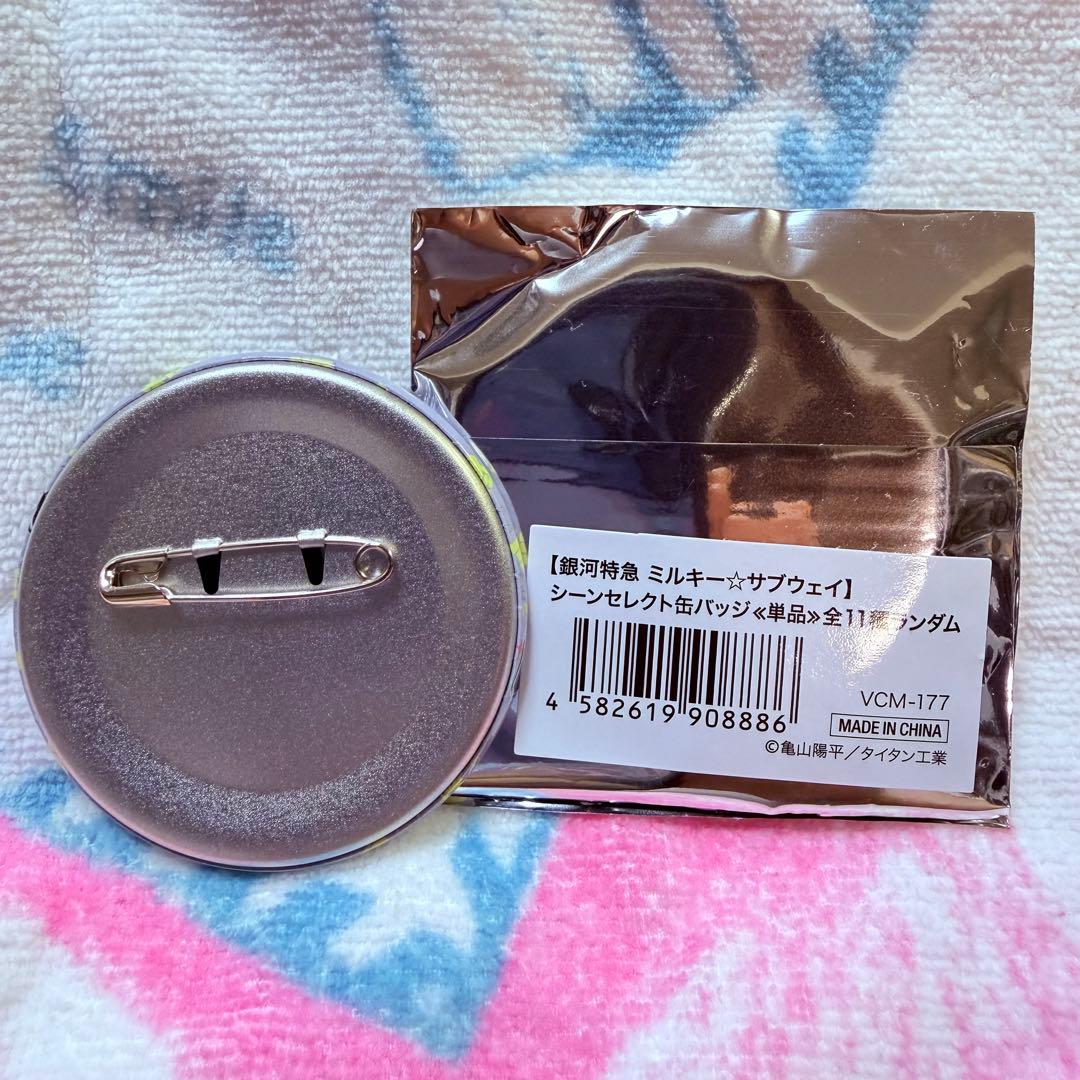 【銀河特急 ミルキー☆サブウェイ】
シーンセレクト缶バッジ≪単品≫全11種ランダム
4 582619 908886
VCM-177
MADE IN CHINA
©亀山陽平／タイタン工業